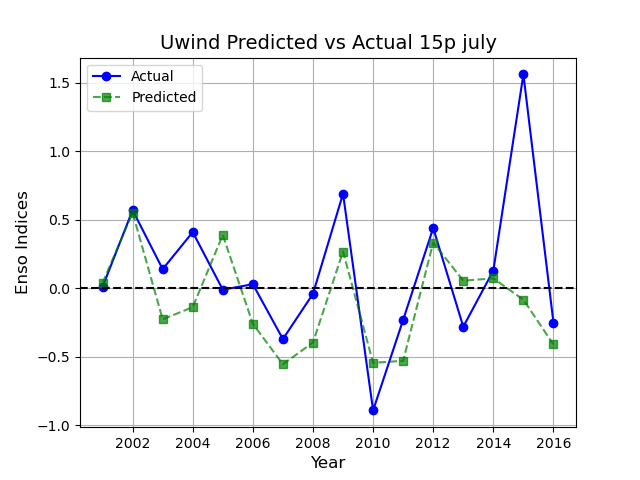 Uwind Predicted vs Actual 15p july
Actual
Predicted
1.5
1.0
0.5
0.0
−0.5
−1.0
Enso Indices
2002 2004 2006 2008 2010 2012 2014 2016
Year